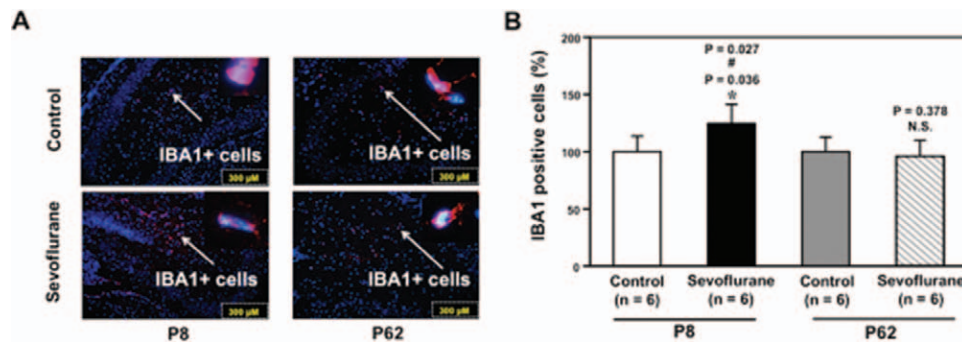 A
Control
Sevoflurane
IBA1+ cells
300 µM
IBA1+ cells
300 µM
IBA1+ cells
300 µM
IBA1+ cells
300 µM
P8
P62
B
IBA1 positive cells (%)
200
150
100
50
0
P = 0.027
#
P = 0.036
*
P = 0.378
N.S.
Control Sevoflurane Control Sevoflurane
(n = 6) (n = 6) (n = 6) (n = 6)
P8 P62